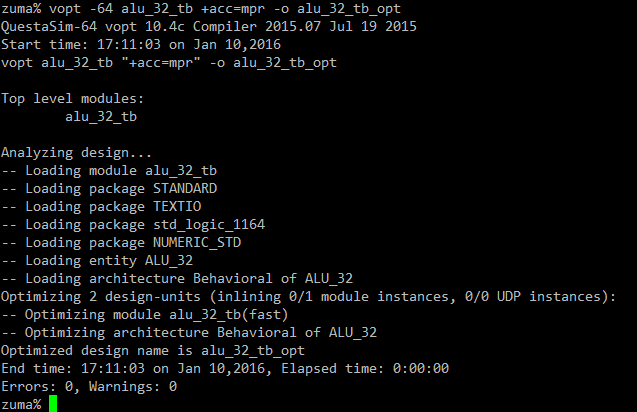 zuma% vopt -64 alu_32_tb +acc=mpr -o alu_32_tb_opt
QuestaSim-64 vopt 10.4c Compiler 2015.07 Jul 19 2015
Start time: 17:11:03 on Jan 10,2016
vopt alu_32_tb "+acc=mpr" -o alu_32_tb_opt
Top level modules:
alu_32_tb
Analyzing design...
-- Loading module alu_32_tb
-- Loading package STANDARD
-- Loading package TEXTIO
-- Loading package std_logic_1164
-- Loading package NUMERIC_STD
-- Loading entity ALU_32
-- Loading architecture Behavioral of ALU_32
Optimizing 2 design-units (inlining 0/1 module instances, 0/0 UDP instances):
-- Optimizing module alu_32_tb(fast)
-- Optimizing architecture Behavioral of ALU_32
Optimized design name is alu_32_tb_opt
End time: 17:11:03 on Jan 10,2016, Elapsed time: 0:00:00
Errors: 0, Warnings: 0
zuma%